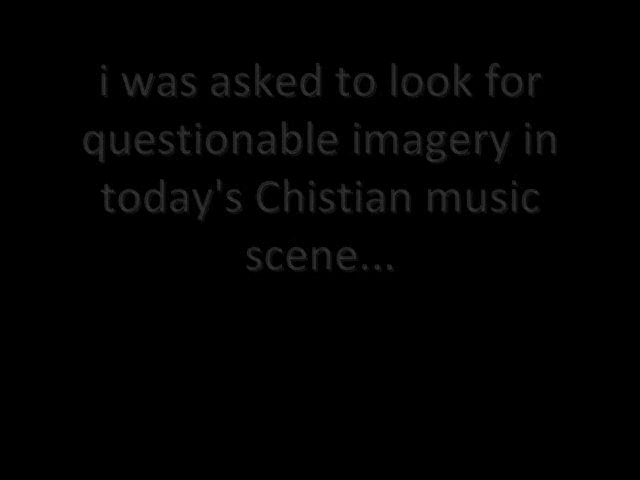 i was asked to look for
questionable imagery in
today's Chistian music
scene...